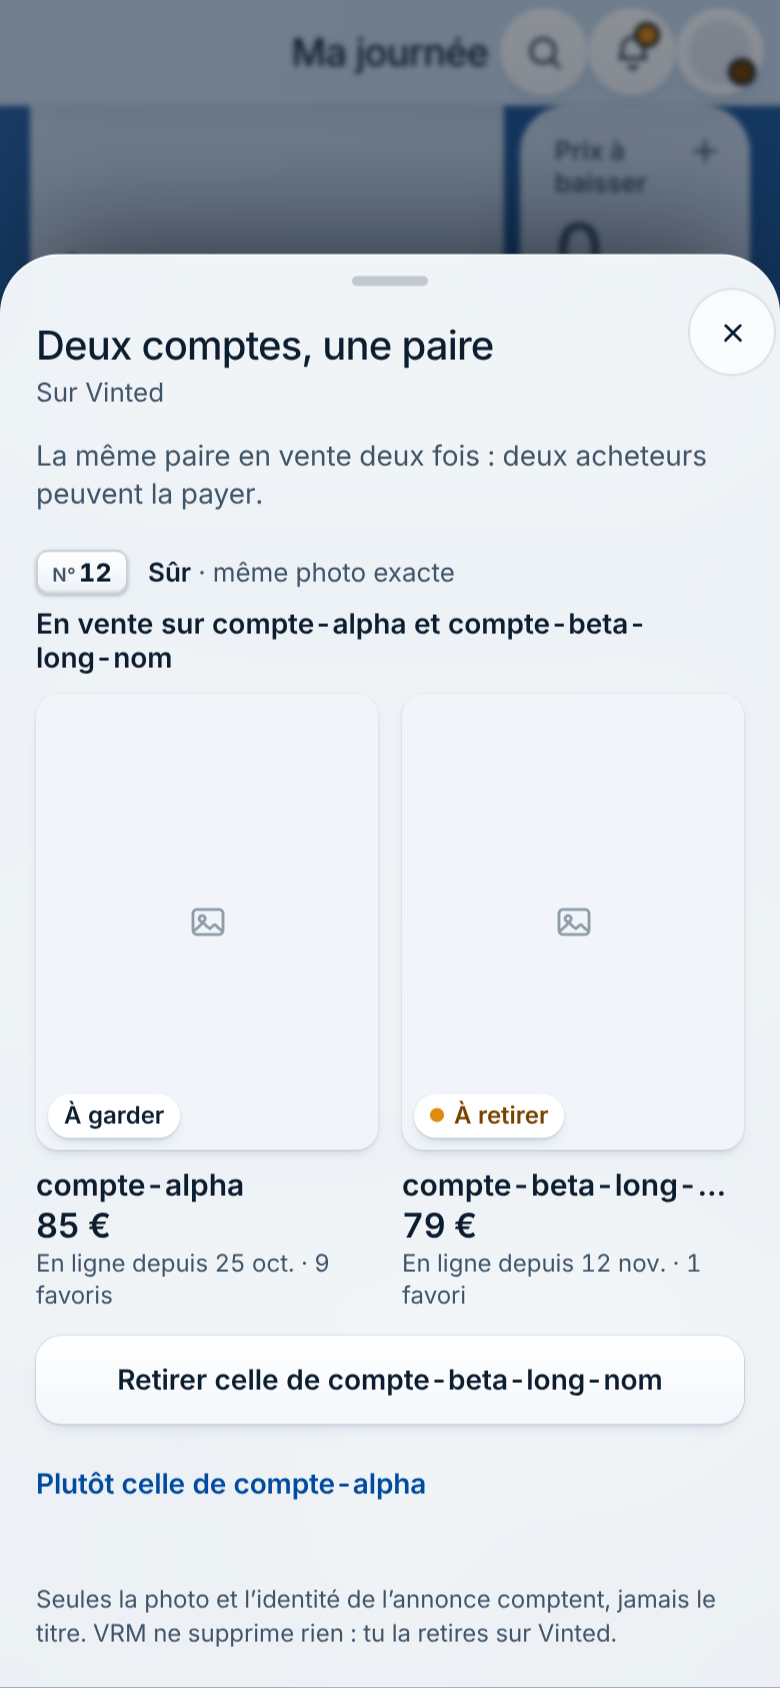 Ma journée
Prix à
baisser
0
Deux comptes, une paire
Sur Vinted
La même paire en vente deux fois : deux acheteurs
peuvent la payer.
N° 12 Sûr · même photo exacte
En vente sur compte-alpha et compte-beta-
long-nom
À garder
À retirer
compte-alpha
85 €
En ligne depuis 25 oct. · 9
favoris
compte-beta-long-...
79 €
En ligne depuis 12 nov. · 1
favori
Retirer celle de compte-beta-long-nom
Plutôt celle de compte-alpha
Seules la photo et l’identité de l’annonce comptent, jamais le
titre. VRM ne supprime rien : tu la retires sur Vinted.